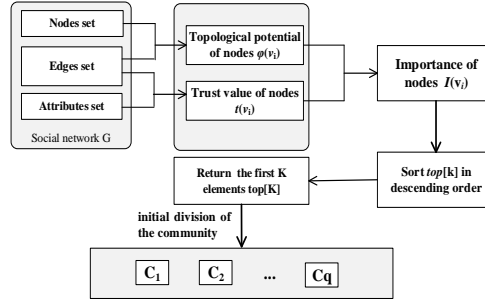 Nodes set
Edges set
Attributes set
Social network G
Topological potential
of nodes φ(vi)
Trust value of nodes
t(vi)
Importance of
nodes I(vi)
Sort top[k] in
descending order
Return the first K
elements top[K]
initial division of
the community
C1 C2 ... Cq